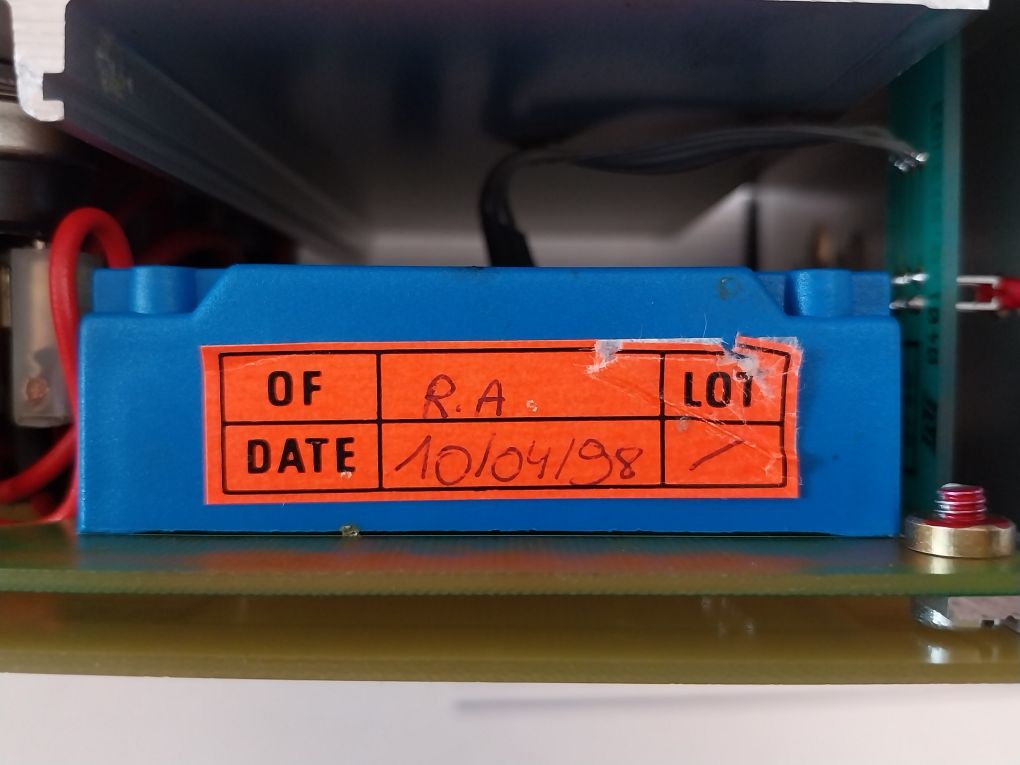 OF R.A LOT
DATE 10/04/98 /